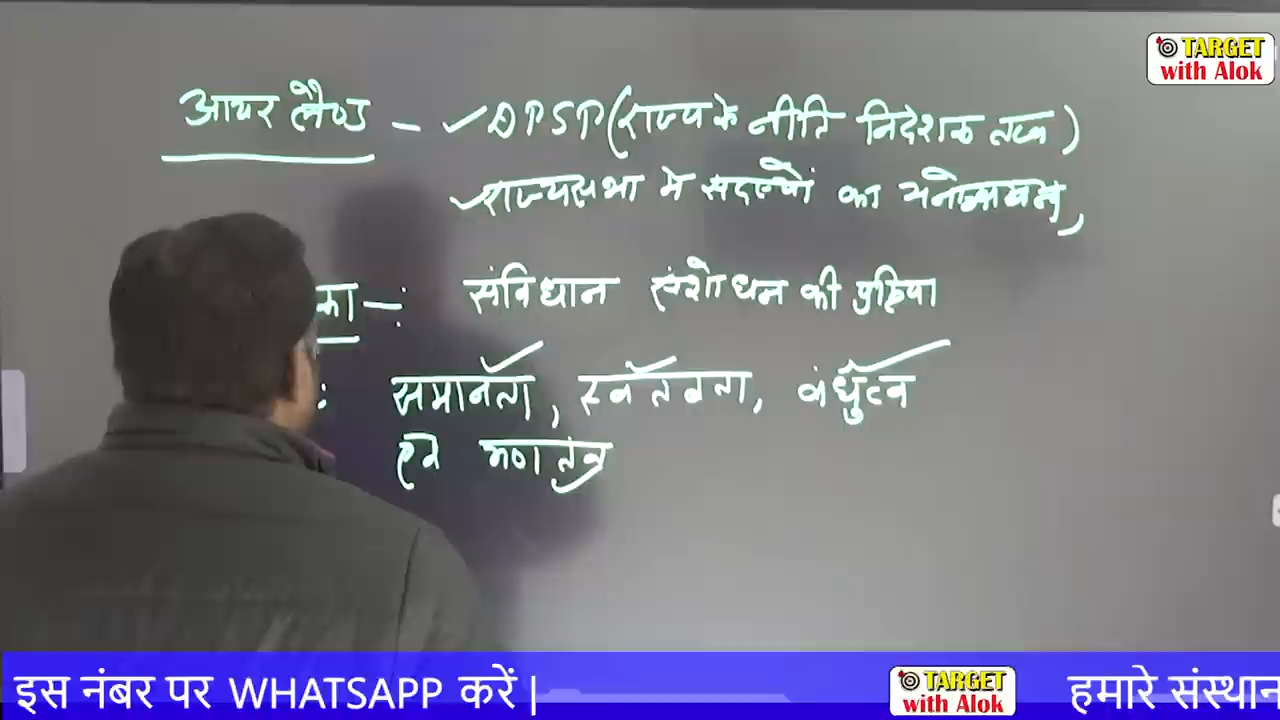 TARGET
with Alok
आयरलैण्ड - DPSP (राज्य के नीति निदेशक तत्व)
राज्यसभा में सदस्यों का मनोनयन,
का -: संविधान संशोधन की प्रक्रिया
: समानता, स्वतंत्रता, बंधुत्व
एवं गणतंत्र
इस नंबर पर WHATSAPP करें |
TARGET
with Alok
हमारे संस्थान